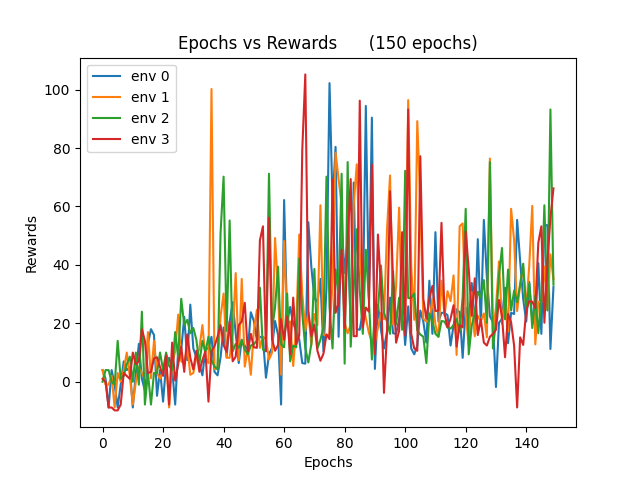 Epochs vs Rewards      (150 epochs)
env 0
env 1
env 2
env 3
100
80
60
40
20
0
Rewards
0 20 40 60 80 100 120 140
Epochs